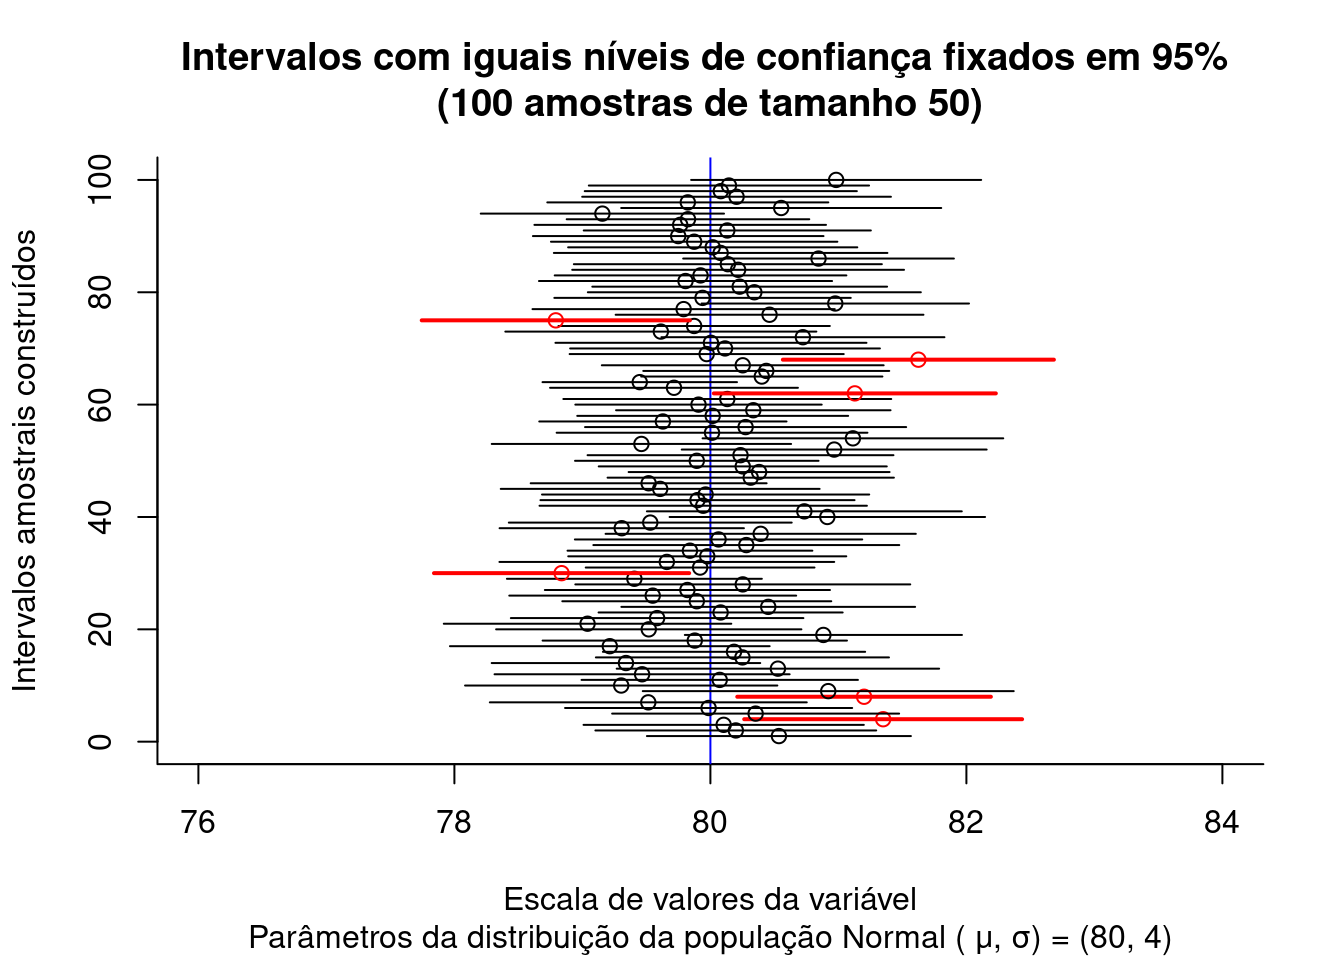 Intervalos com iguais níveis de confiança fixados em 95%
(100 amostras de tamanho 50)
Intervalos amostrais construídos
100
80
60
40
20
0
76 78 80 82 84
Escala de valores da variável
Parâmetros da distribuição da população Normal ( μ, σ) = (80, 4)